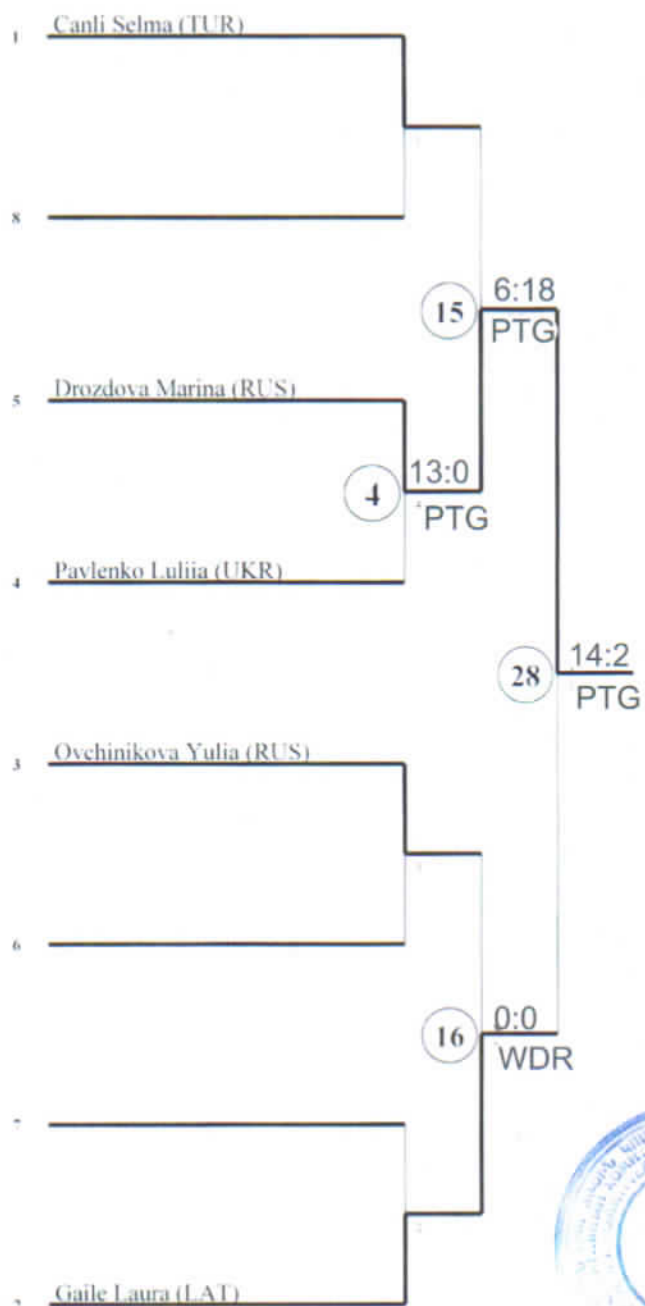 1 Canli Selma (TUR)
8
6:18
15
PTG
5 Drozdova Marina (RUS)
13:0
4
PTG
4 Pavlenko Luliia (UKR)
14:2
28
PTG
3 Ovchinikova Yulia (RUS)
6
0:0
16
WDR
7
2 Gaile Laura (LAT)